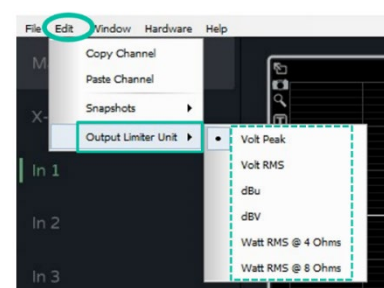 File Edit Window Hardware Help
Copy Channel
Paste Channel
Snapshots
Output Limiter Unit
Volt Peak
Volt RMS
dBu
dBV
Watt RMS @ 4 Ohms
Watt RMS @ 8 Ohms
In 1
In 2
In 3